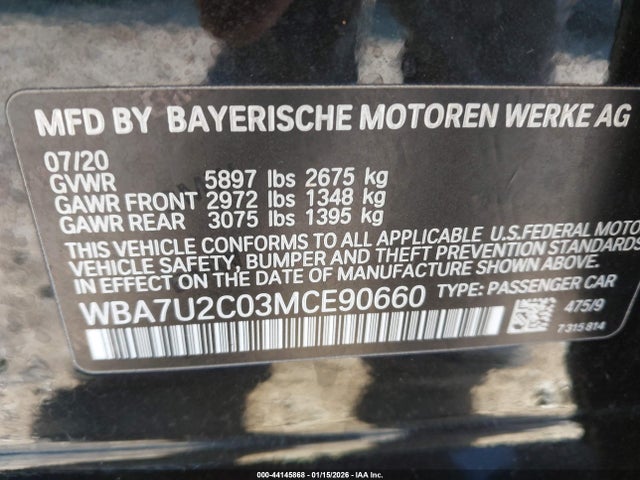 MFD BY BAYERISCHE MOTOREN WERKE AG
07/20
GVWR 5897 lbs 2675 kg
GAWR FRONT 2972 lbs 1348 kg
GAWR REAR 3075 lbs 1395 kg
THIS VEHICLE CONFORMS TO ALL APPLICABLE U.S.FEDERAL MOTO
VEHICLE SAFETY, BUMPER AND THEFT PREVENTION STANDARDS
IN EFFECT ON THE DATE OF MANUFACTURE SHOWN ABOVE.
WBA7U2C03MCE90660 TYPE: PASSENGER CAR
475/9
7 315 814
000-44145868 - 01/15/2026 - IAA Inc.